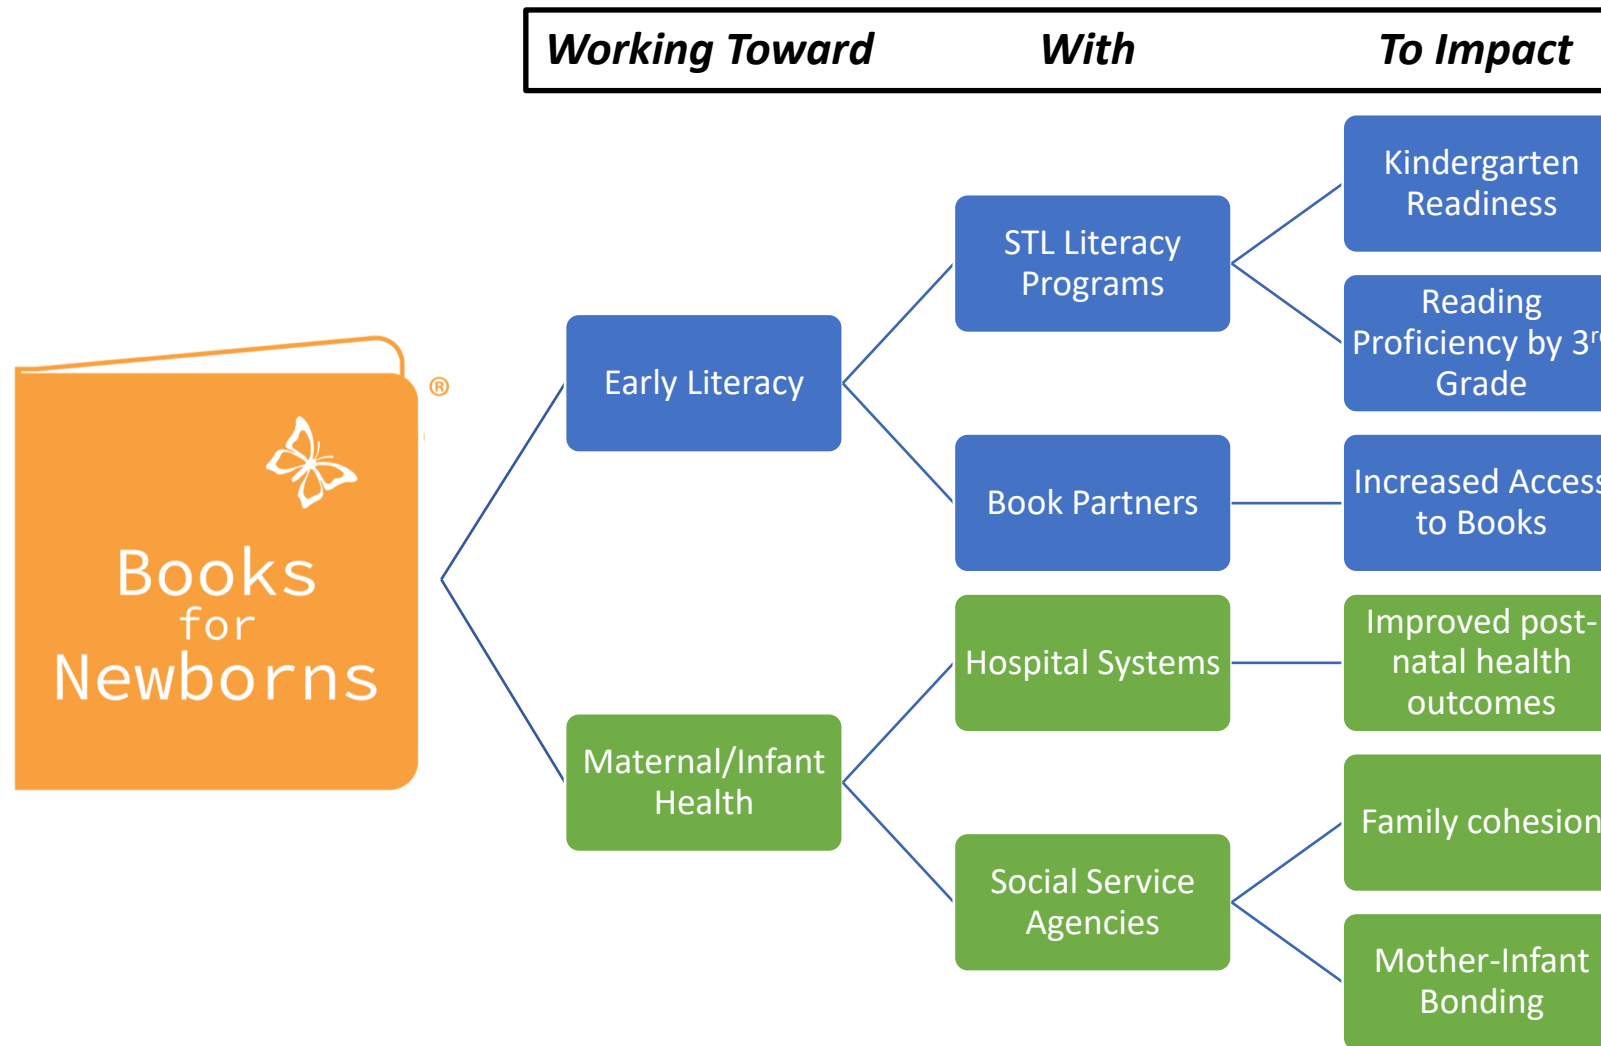 Working Toward With To Impact
Books
for
Newborns
®
Early Literacy
Maternal/Infant
Health
STL Literacy
Programs
Book Partners
Hospital Systems
Social Service
Agencies
Kindergarten
Readiness
Reading
Proficiency by 3rd
Grade
Increased Access
to Books
Improved post-
natal health
outcomes
Family cohesion
Mother-Infant
Bonding